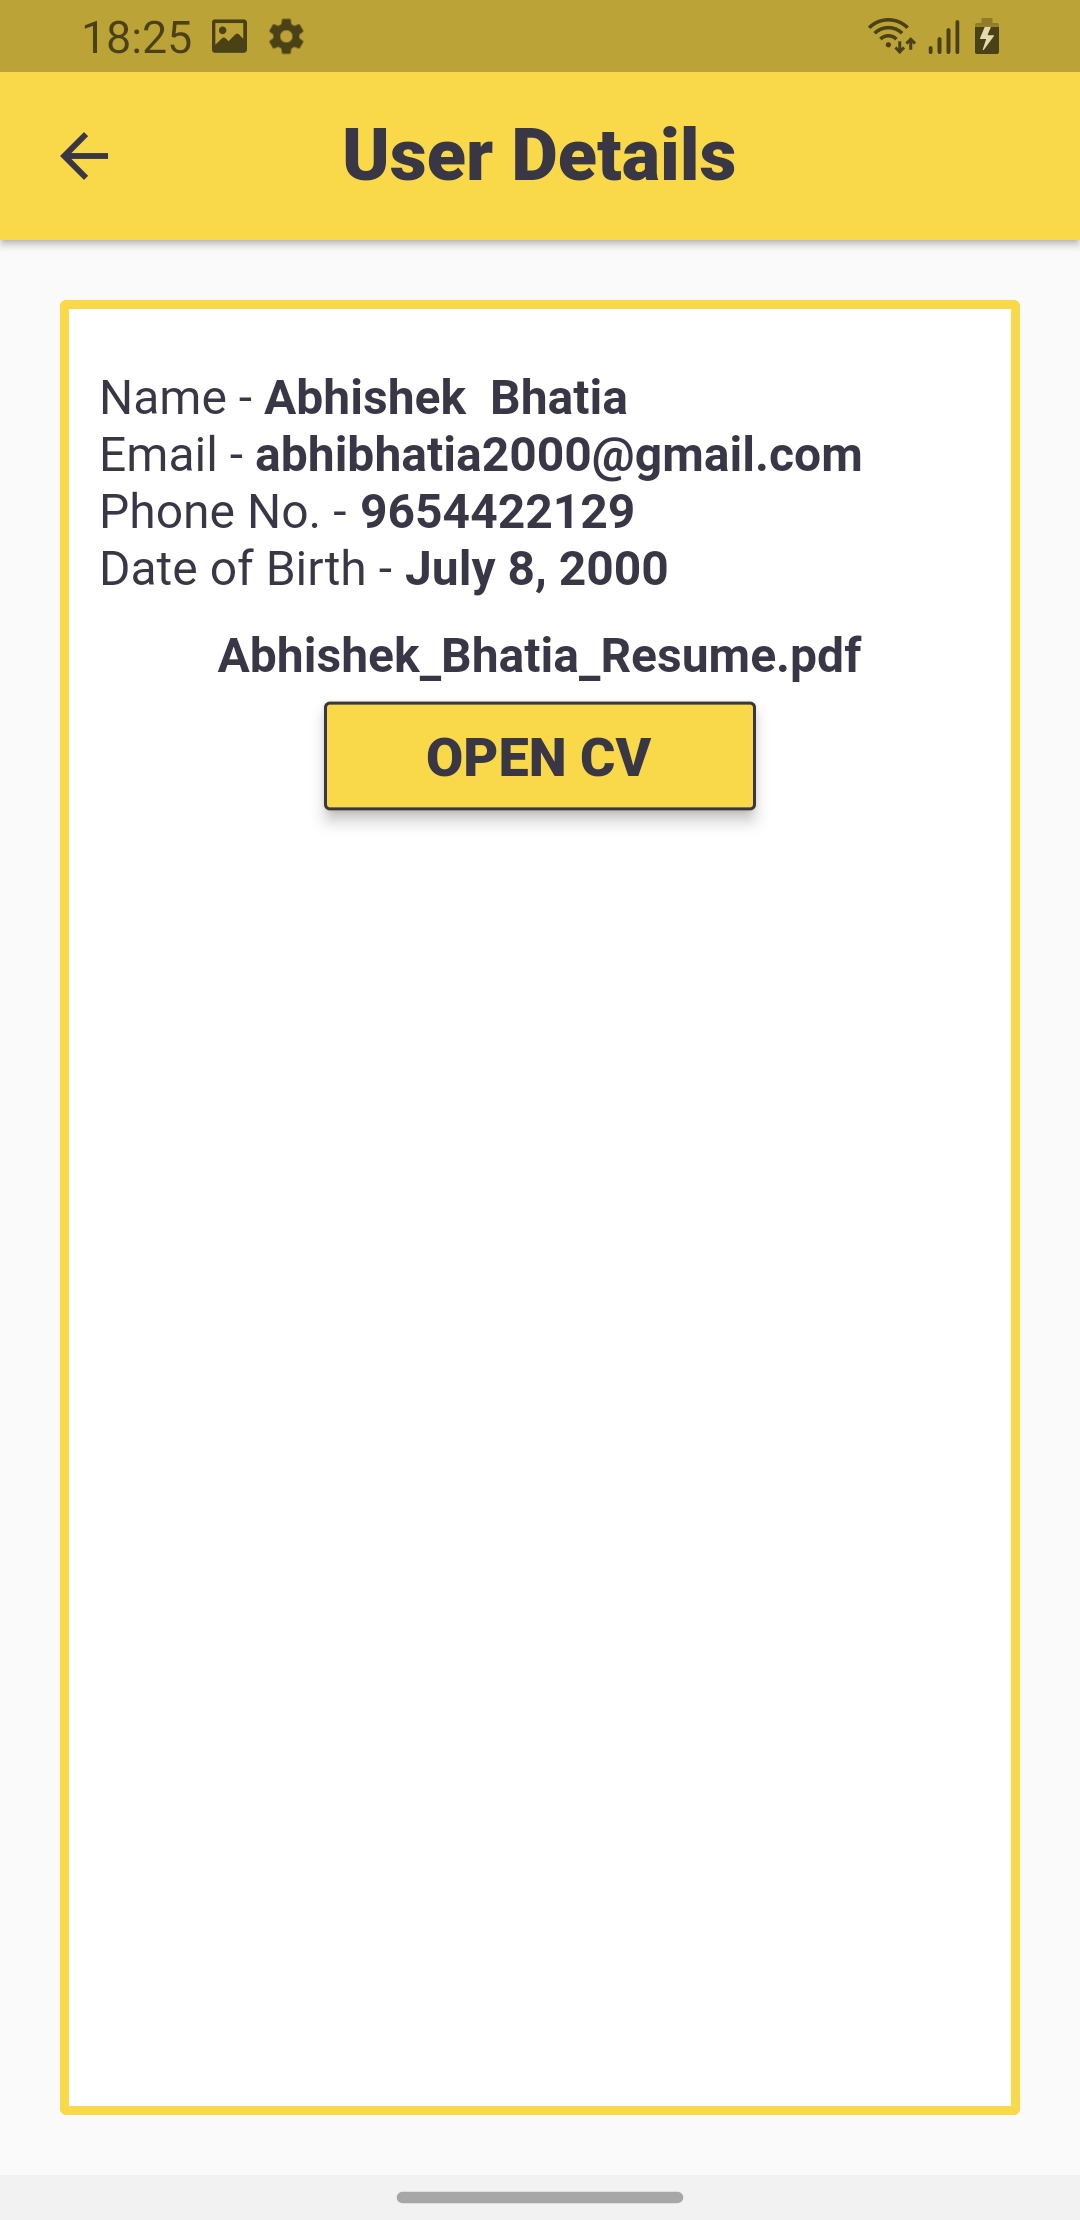 18:25
User Details
Name - Abhishek  Bhatia
Email - abhibhatia2000@gmail.com
Phone No. - 9654422129
Date of Birth - July 8, 2000
Abhishek_Bhatia_Resume.pdf
OPEN CV